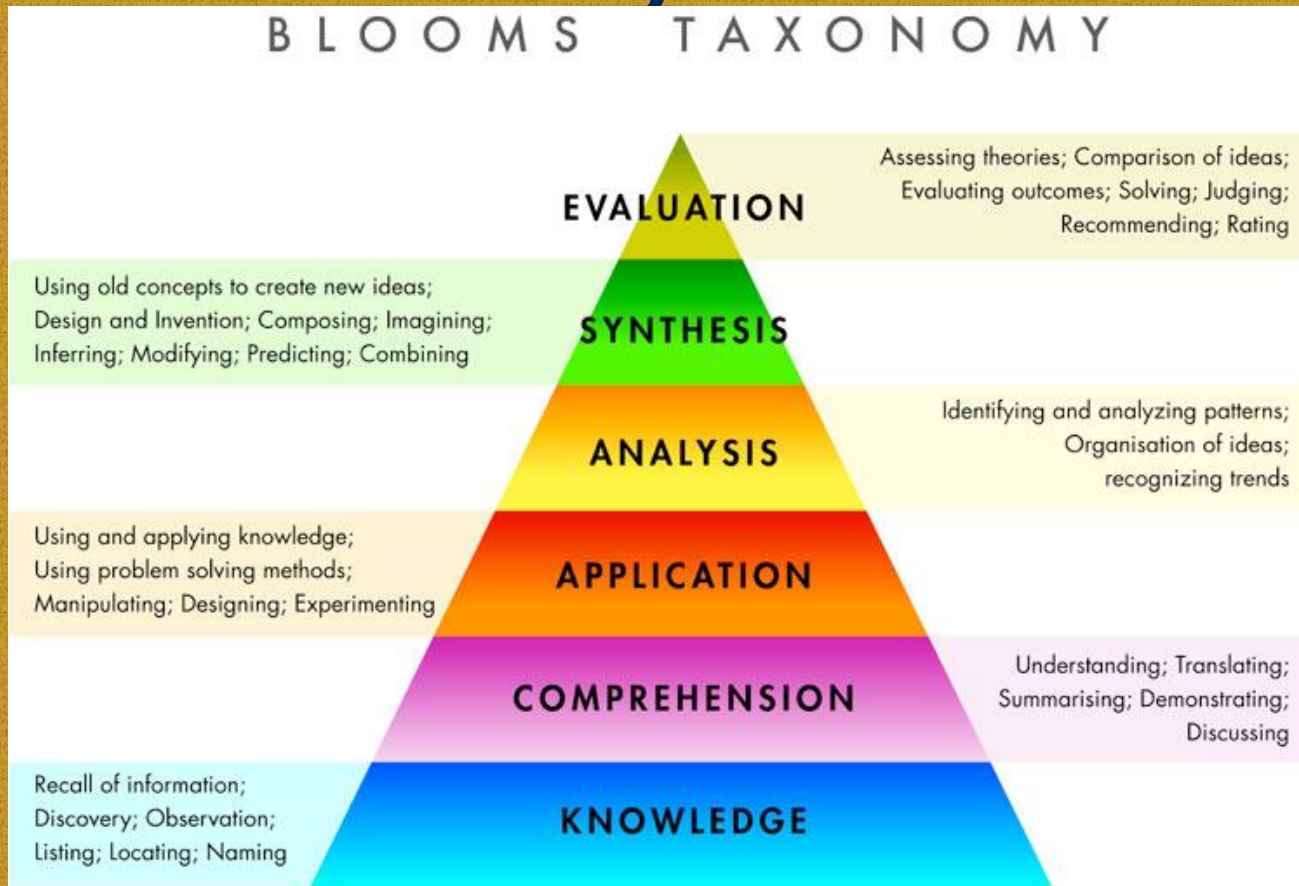 BLOOMS TAXONOMY
EVALUATION
Assessing theories; Comparison of ideas;
Evaluating outcomes; Solving; Judging;
Recommending; Rating
Using old concepts to create new ideas;
Design and Invention; Composing; Imagining;
Inferring; Modifying; Predicting; Combining
SYNTHESIS
ANALYSIS
Identifying and analyzing patterns;
Organisation of ideas;
recognizing trends
Using and applying knowledge;
Using problem solving methods;
Manipulating; Designing; Experimenting
APPLICATION
COMPREHENSION
Understanding; Translating;
Summarising; Demonstrating;
Discussing
Recall of information;
Discovery; Observation;
Listing; Locating; Naming
KNOWLEDGE